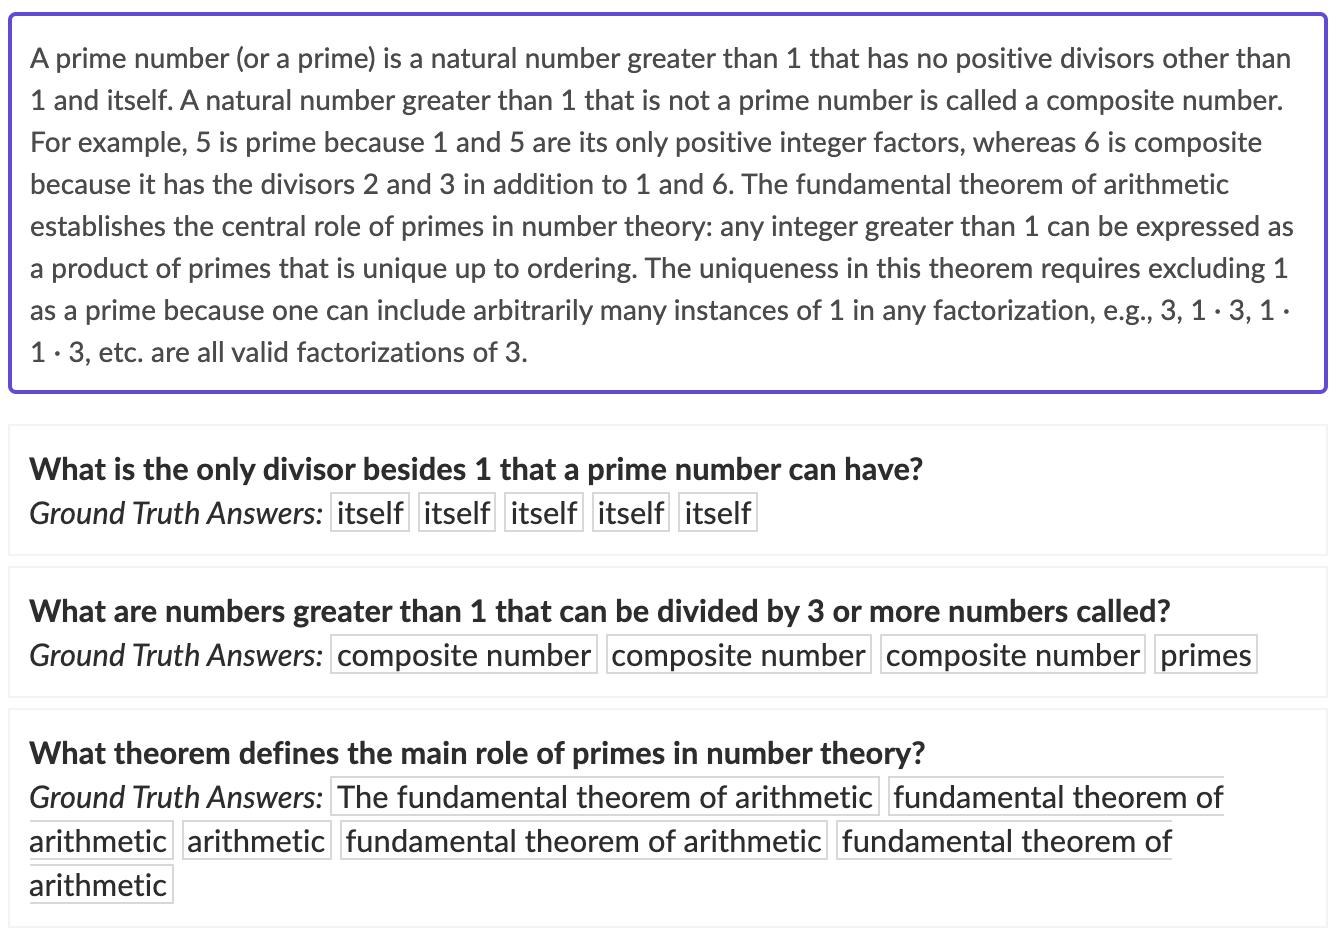 A prime number (or a prime) is a natural number greater than 1 that has no positive divisors other than
1 and itself. A natural number greater than 1 that is not a prime number is called a composite number.
For example, 5 is prime because 1 and 5 are its only positive integer factors, whereas 6 is composite
because it has the divisors 2 and 3 in addition to 1 and 6. The fundamental theorem of arithmetic
establishes the central role of primes in number theory: any integer greater than 1 can be expressed as
a product of primes that is unique up to ordering. The uniqueness in this theorem requires excluding 1
as a prime because one can include arbitrarily many instances of 1 in any factorization, e.g., 3, 1 · 3, 1 ·
1 · 3, etc. are all valid factorizations of 3.
What is the only divisor besides 1 that a prime number can have?
Ground Truth Answers: itself itself itself itself itself
What are numbers greater than 1 that can be divided by 3 or more numbers called?
Ground Truth Answers: composite number composite number composite number primes
What theorem defines the main role of primes in number theory?
Ground Truth Answers: The fundamental theorem of arithmetic fundamental theorem of
arithmetic arithmetic fundamental theorem of arithmetic fundamental theorem of
arithmetic